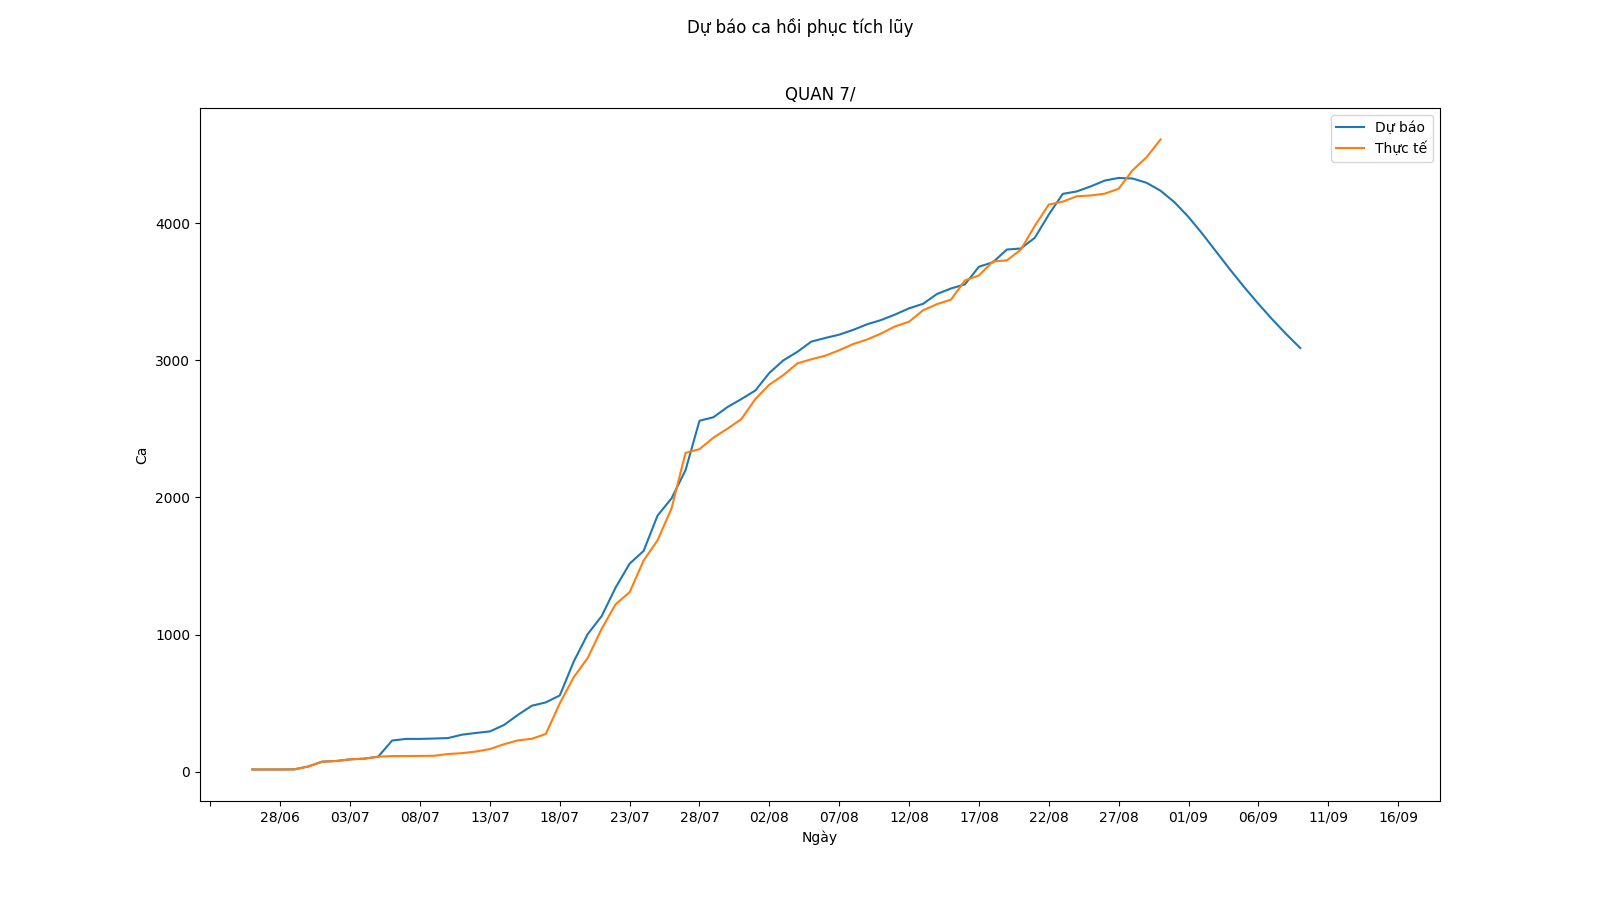 Dự báo ca hồi phục tích lũy
QUAN 7/
Dự báo
Thực tế
4000
3000
2000
1000
0
Ca
28/06 03/07 08/07 13/07 18/07 23/07 28/07 02/08 07/08 12/08 17/08 22/08 27/08 01/09 06/09 11/09 16/09
Ngày